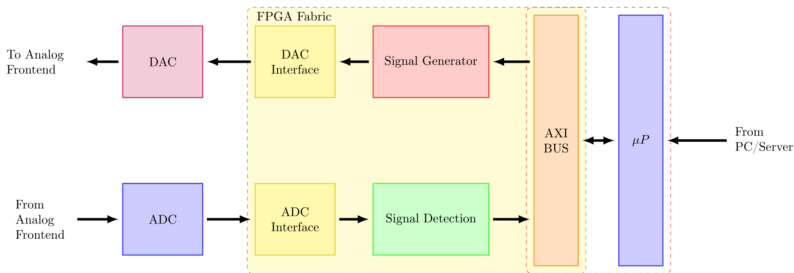 FPGA Fabric
To Analog
Frontend
DAC
DAC
Interface
Signal Generator
AXI
BUS
μP
From
PC/Server
From
Analog
Frontend
ADC
ADC
Interface
Signal Detection